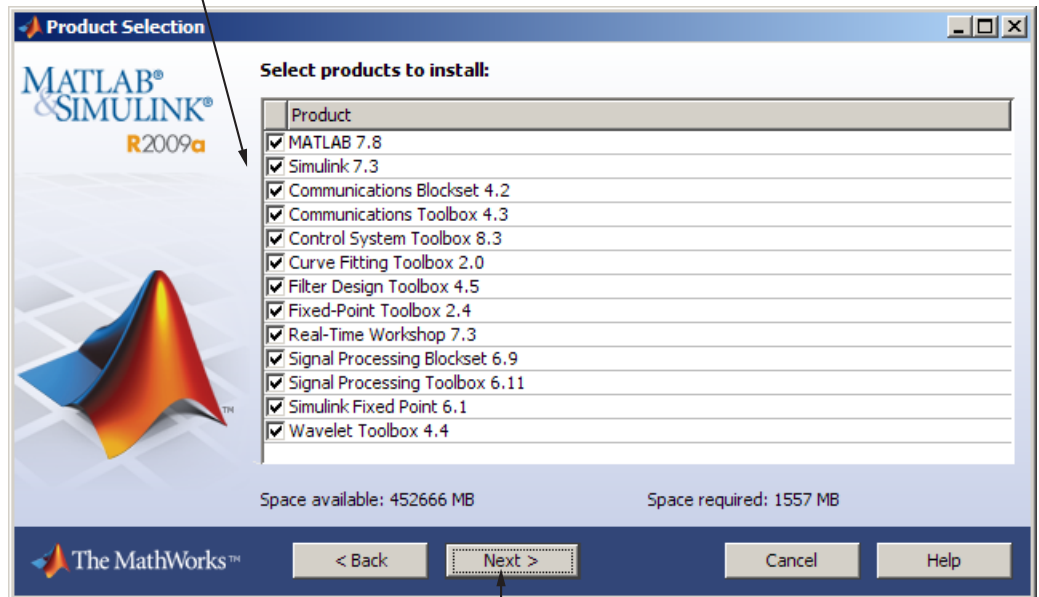 Product Selection
MATLAB®
&SIMULINK®
R2009a
TM
Select products to install:
Product
MATLAB 7.8
Simulink 7.3
Communications Blockset 4.2
Communications Toolbox 4.3
Control System Toolbox 8.3
Curve Fitting Toolbox 2.0
Filter Design Toolbox 4.5
Fixed-Point Toolbox 2.4
Real-Time Workshop 7.3
Signal Processing Blockset 6.9
Signal Processing Toolbox 6.11
Simulink Fixed Point 6.1
Wavelet Toolbox 4.4
Space available: 452666 MB
Space required: 1557 MB
The MathWorks™
< Back
Next >
Cancel
Help